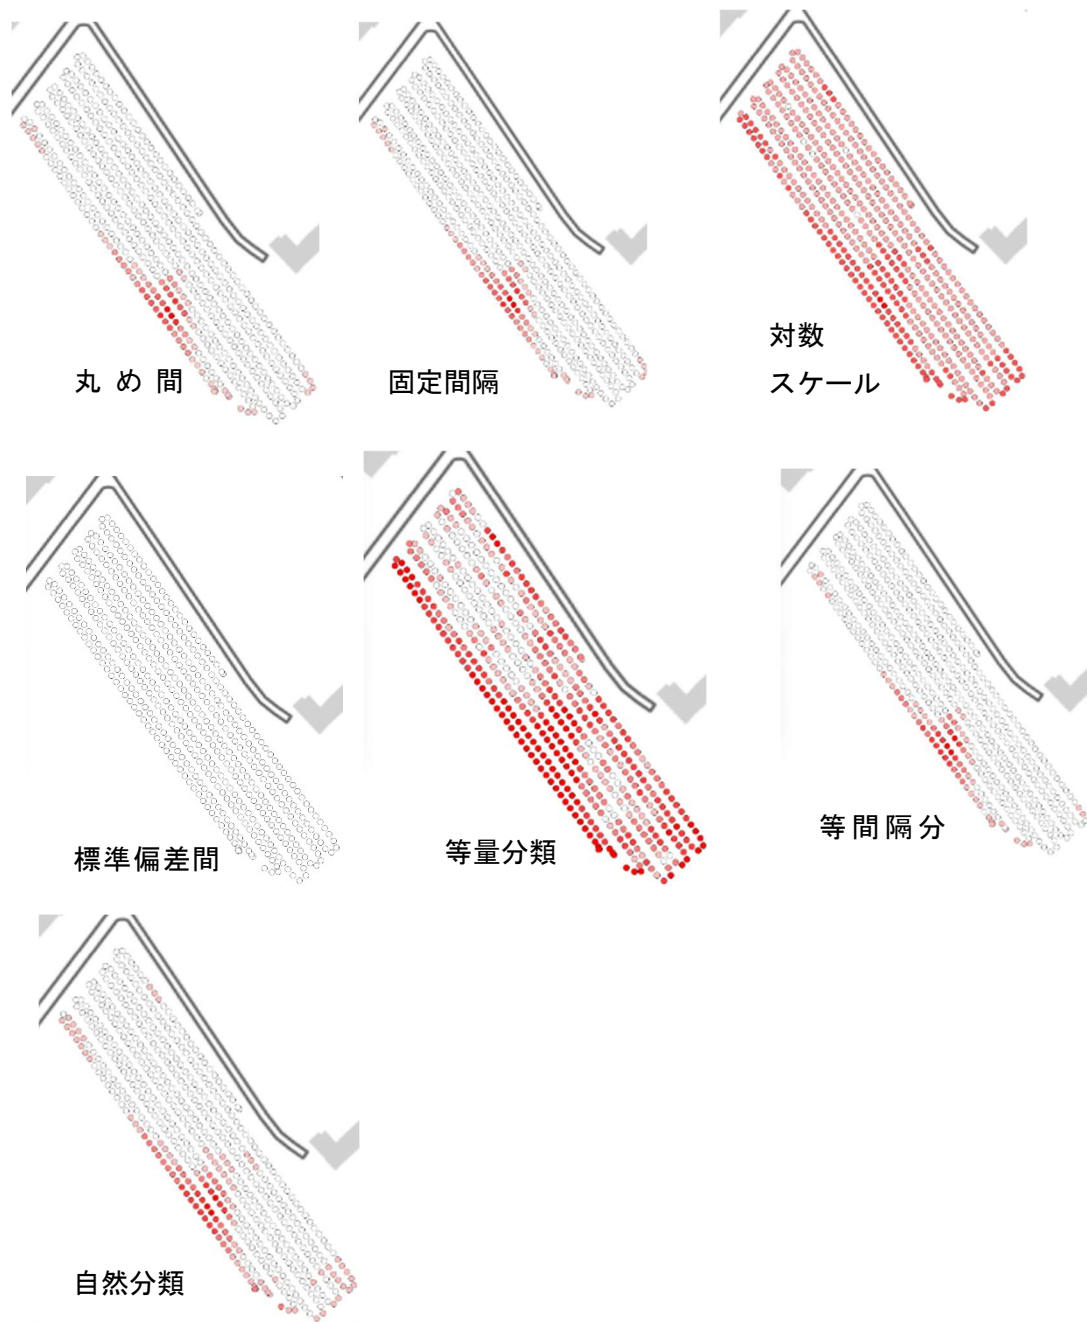 丸め間
固定間隔
対数
スケール
標準偏差間
等量分類
等間隔分
自然分類